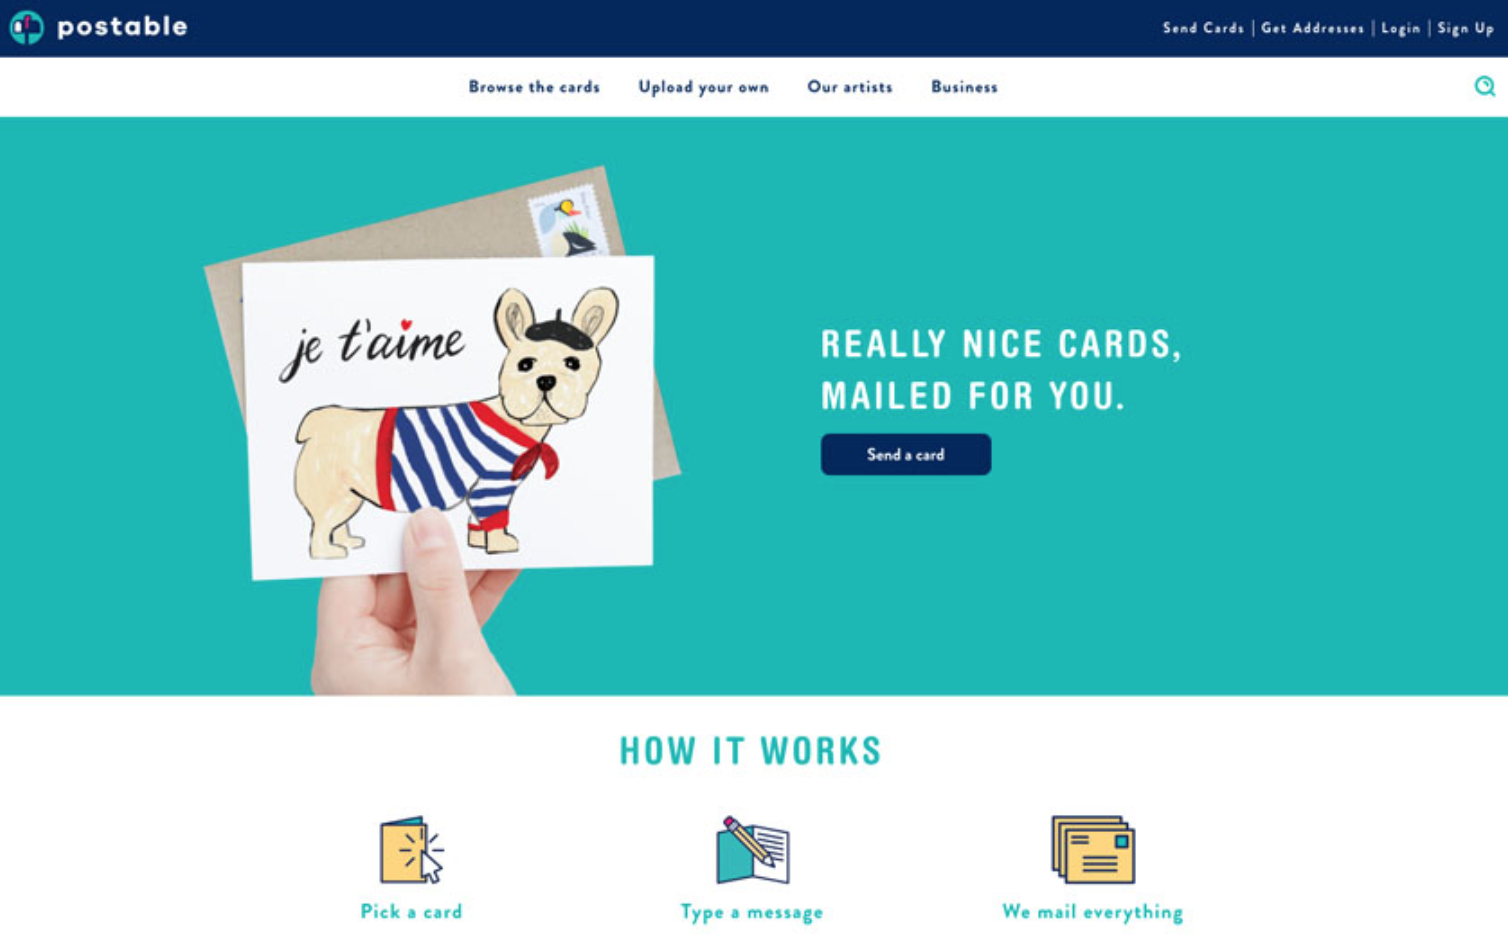 postable
Send Cards | Get Addresses | Login | Sign Up
Browse the cards Upload your own Our artists Business
je t'aime
REALLY NICE CARDS,
MAILED FOR YOU.
Send a card
HOW IT WORKS
Pick a card Type a message We mail everything